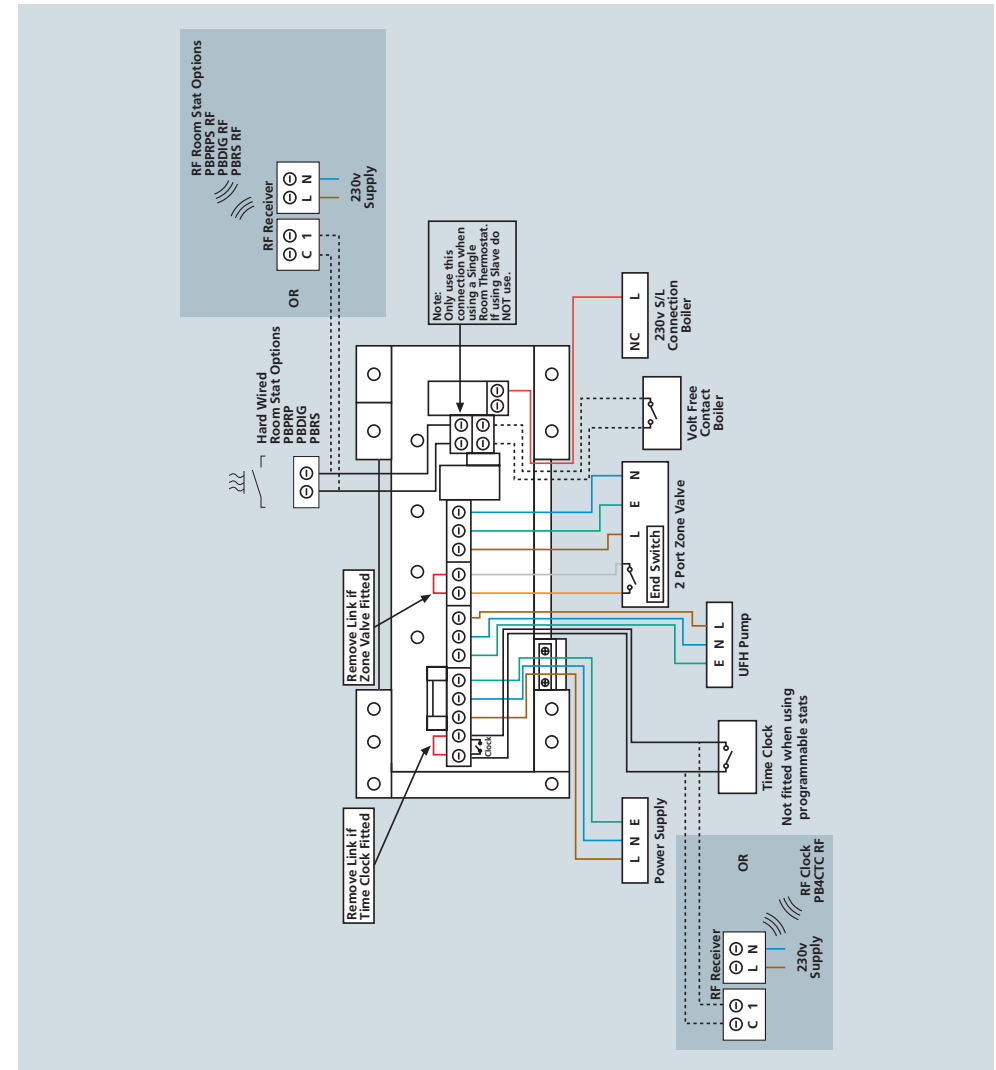 RF Room Stat Options
PBPRPS RF
PBDIG RF
PBRS RF
RF Receiver
C 1
L N
230v
Supply
OR
Hard Wired
Room Stat Options
PBPRP
PBDIG
PBRS
Note:
Only use this
connection when
using a Single
Room Thermostat.
If using Slave do
NOT use.
Remove Link if
Time Clock Fitted
Remove Link if
Zone Valve Fitted
Clock
L N E
Power Supply
Time Clock
Not fitted when using
programmable stats
E N L
UFH Pump
End Switch
L E N
2 Port Zone Valve
Volt Free
Contact
Boiler
NC L
230v S/L
Connection
Boiler
OR
RF Receiver
C 1
L N
230v
Supply
RF Clock
PB4CTC RF